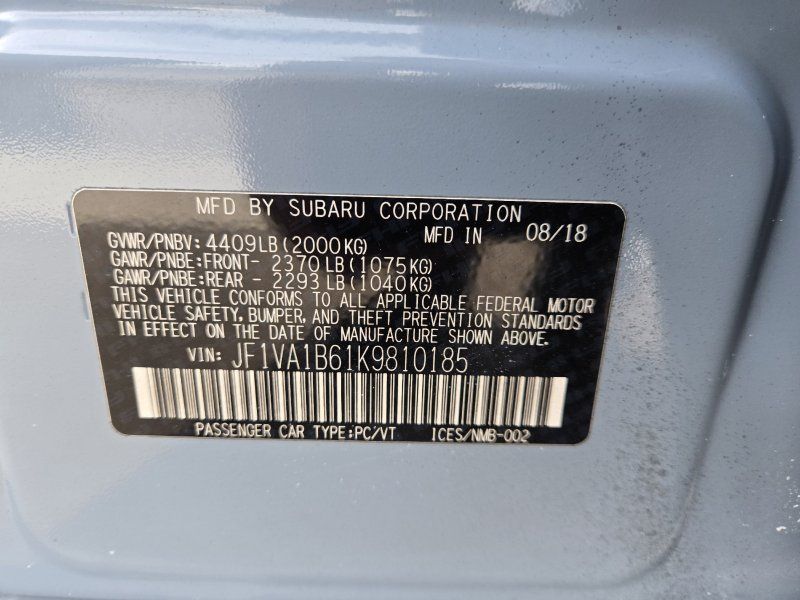 MFD BY SUBARU CORPORATION
GVWR/PNBV: 4409LB(2000KG) MFD IN 08/18
GAWR/PNBE:FRONT- 2370LB(1075KG)
GAWR/PNBE:REAR - 2293LB(1040KG)
THIS VEHICLE CONFORMS TO ALL APPLICABLE FEDERAL MOTOR
VEHICLE SAFETY, BUMPER, AND THEFT PREVENTION STANDARDS
IN EFFECT ON THE DATE OF MANUFACTURE SHOWN ABOVE.
VIN: JF1VA1B61K9810185
PASSENGER CAR TYPE:PC/VT ICES/NMB-002